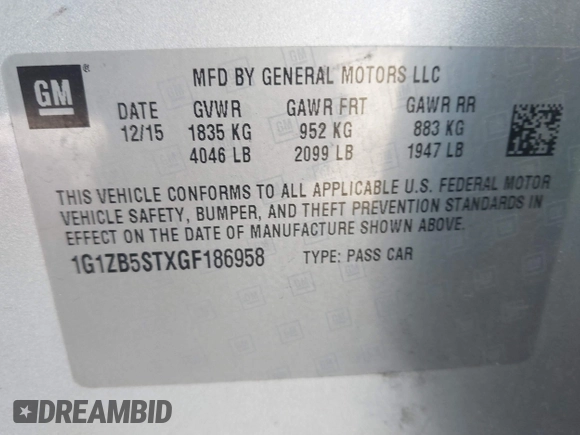 GM ®
MFD BY GENERAL MOTORS LLC
DATE GVWR GAWR FRT GAWR RR
12/15 1835 KG 952 KG 883 KG
4046 LB 2099 LB 1947 LB
THIS VEHICLE CONFORMS TO ALL APPLICABLE U.S. FEDERAL MOTOR
VEHICLE SAFETY, BUMPER, AND THEFT PREVENTION STANDARDS IN
EFFECT ON THE DATE OF MANUFACTURE SHOWN ABOVE.
1G1ZB5STXGF186958 TYPE: PASS CAR
DREAMBID